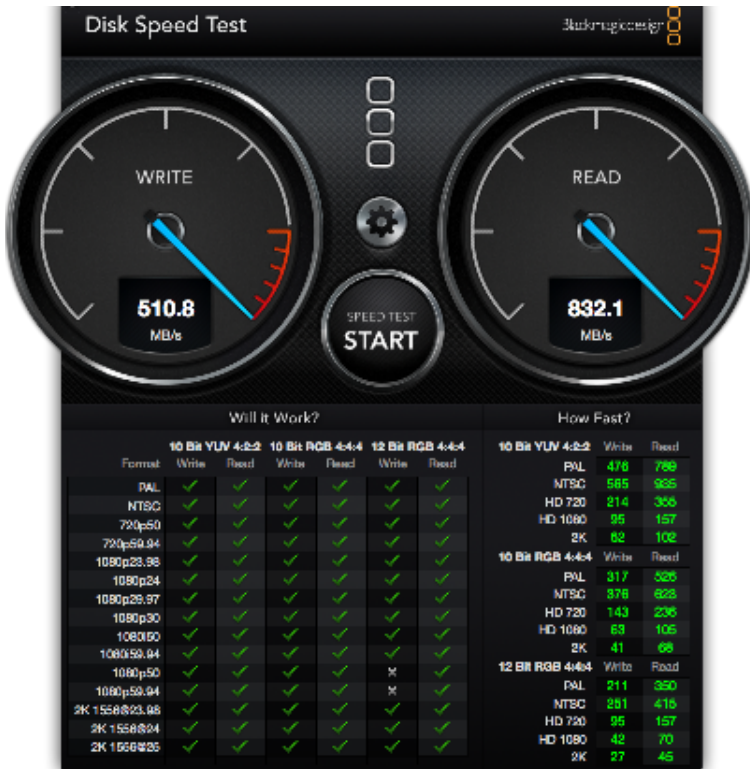 Disk Speed Test
Blackmagicdesign
WRITE
READ
510.8
MB/s
832.1
MB/s
SPEED TEST
START
Will it Work?
10 Bit YUV 4:2:2 10 Bit RGB 4:4:4 12 Bit RGB 4:4:4
Format Write Read Write Read Write Read
PAL ✓ ✓ ✓ ✓ ✓ ✓
NTSC ✓ ✓ ✓ ✓ ✓ ✓
720p50 ✓ ✓ ✓ ✓ ✓ ✓
720p59.94 ✓ ✓ ✓ ✓ ✓ ✓
1080p23.98 ✓ ✓ ✓ ✓ ✓ ✓
1080p24 ✓ ✓ ✓ ✓ ✓ ✓
1080p29.97 ✓ ✓ ✓ ✓ ✓ ✓
1080p30 ✓ ✓ ✓ ✓ ✓ ✓
1080i50 ✓ ✓ ✓ ✓ ✓ ✓
1080i59.94 ✓ ✓ ✓ ✓ ✓ ✓
1080p50 ✓ ✓ ✓ ✓ × ✓
1080p59.94 ✓ ✓ ✓ ✓ × ✓
2K 1556@23.98 ✓ ✓ ✓ ✓ ✓ ✓
2K 1556@24 ✓ ✓ ✓ ✓ ✓ ✓
2K 1556@25 ✓ ✓ ✓ ✓ ✓ ✓
How Fast?
10 Bit YUV 4:2:2 Write Read
PAL 476 789
NTSC 565 935
HD 720 214 355
HD 1080 95 157
2K 62 102
10 Bit RGB 4:4:4 Write Read
PAL 317 526
NTSC 376 623
HD 720 143 236
HD 1080 63 105
2K 41 68
12 Bit RGB 4:4:4 Write Read
PAL 211 350
NTSC 251 415
HD 720 95 157
HD 1080 42 70
2K 27 45